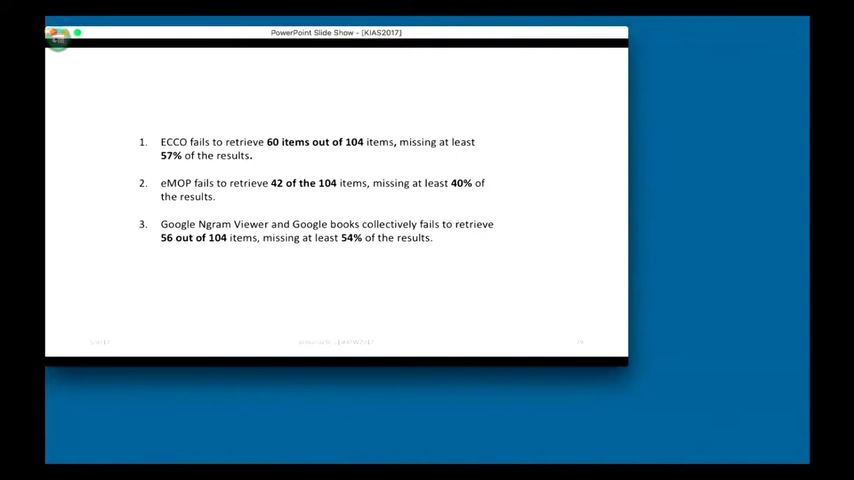 PowerPoint Slide Show - [KIAS2017]
1. ECCO fails to retrieve 60 items out of 104 items, missing at least
57% of the results.
2. eMOP fails to retrieve 42 of the 104 items, missing at least 40% of
the results.
3. Google Ngram Viewer and Google books collectively fails to retrieve
56 out of 104 items, missing at least 54% of the results.